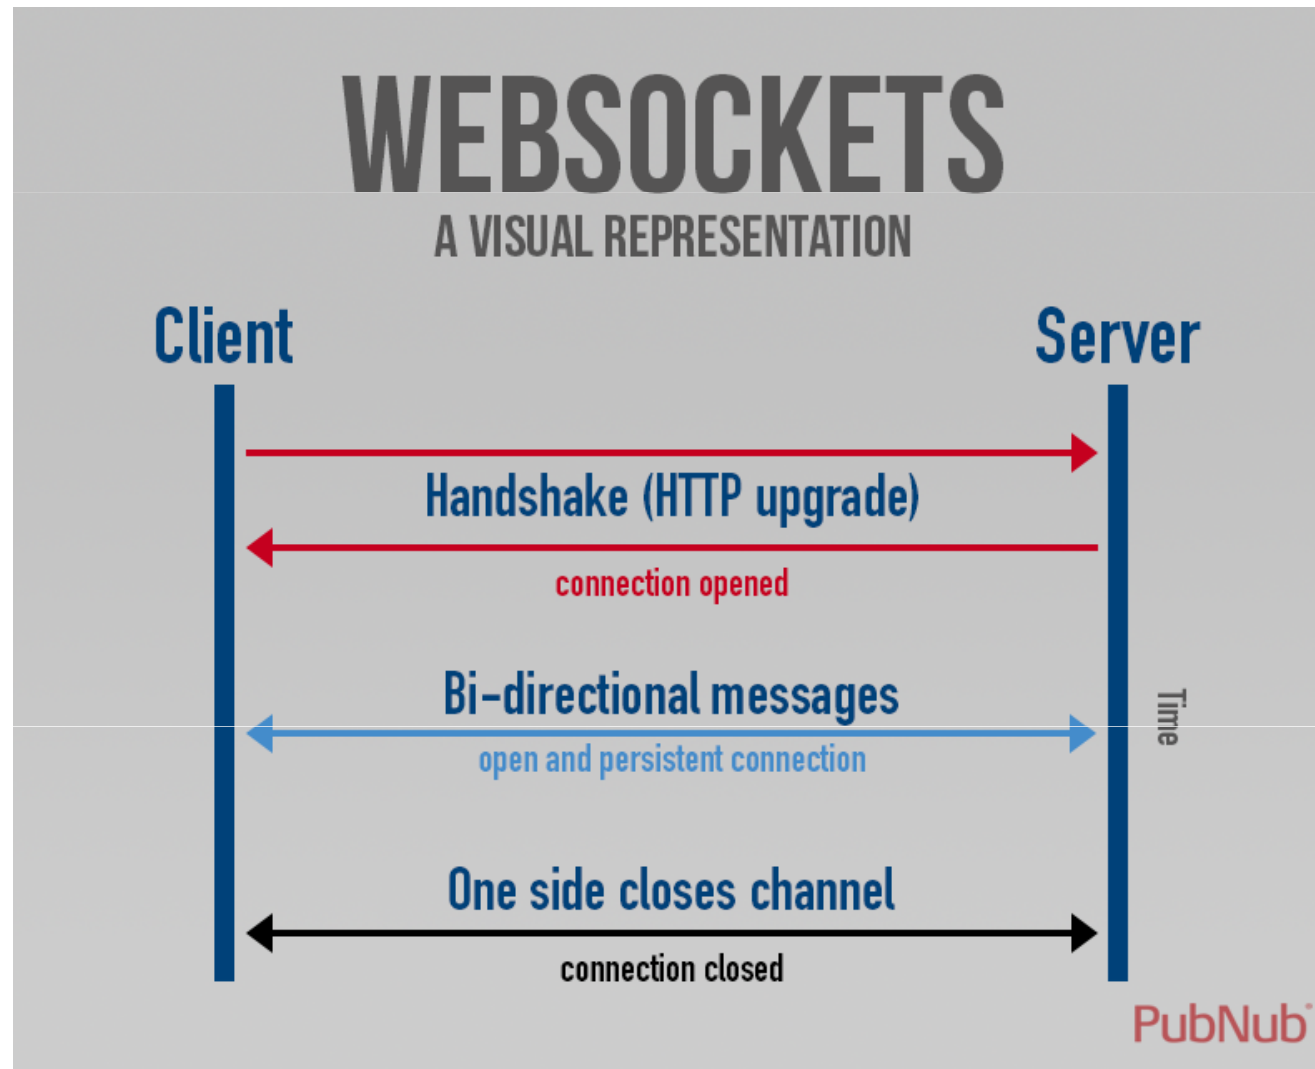 WEBSOCKETS
A VISUAL REPRESENTATION
Client
Server
Handshake (HTTP upgrade)
connection opened
Bi-directional messages
open and persistent connection
Time
One side closes channel
connection closed
PubNub